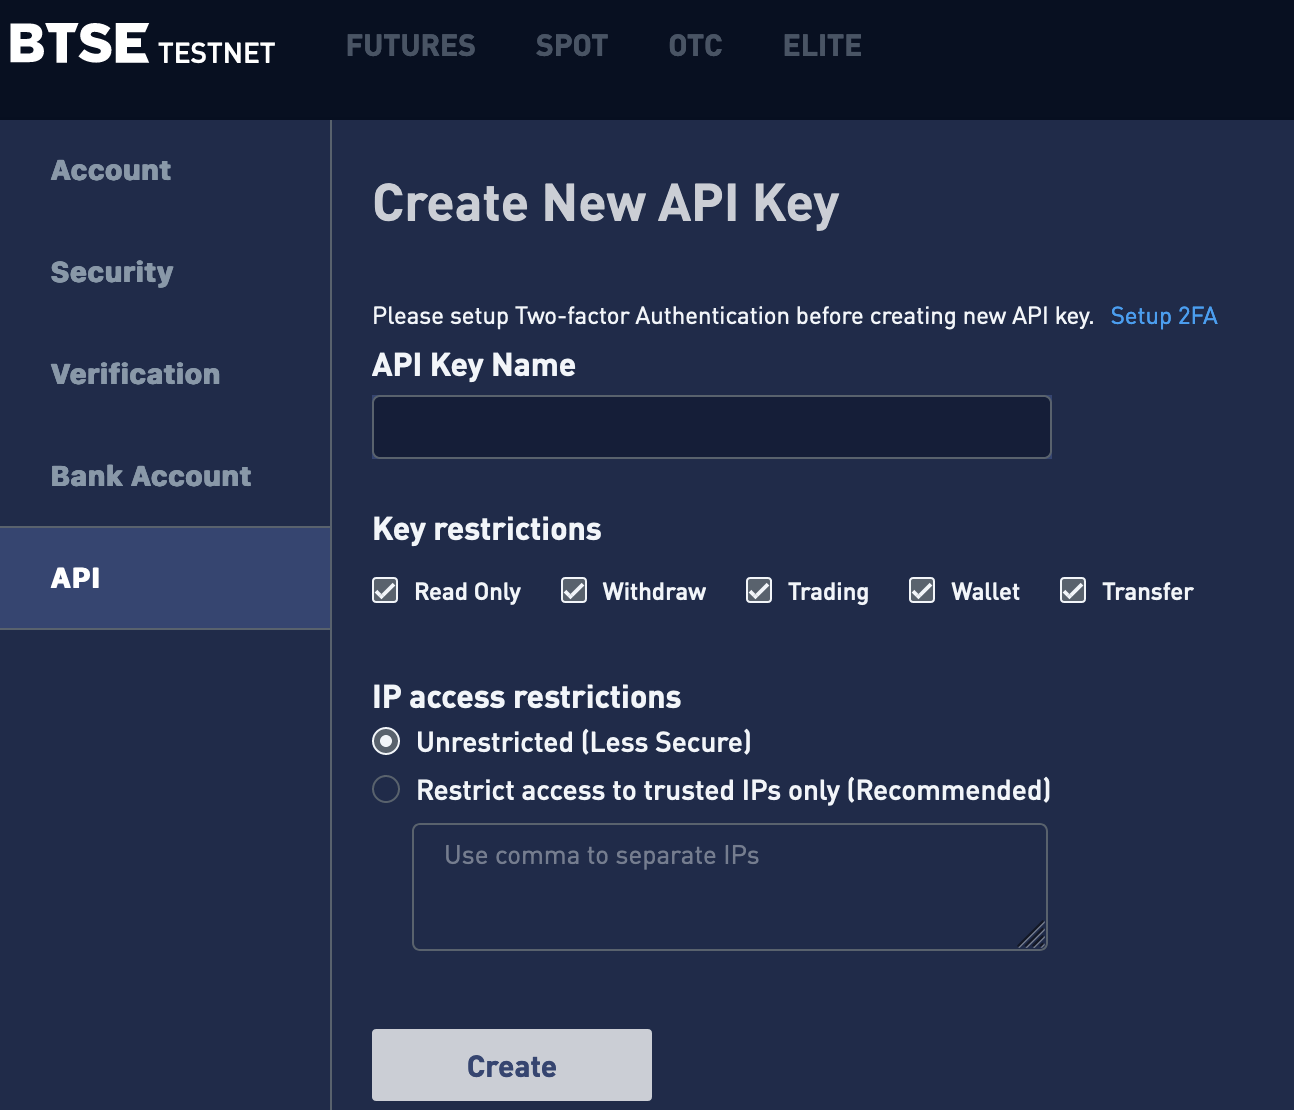 BTSE TESTNET FUTURES SPOT OTC ELITE
Account
Security
Verification
Bank Account
API
Create New API Key
Please setup Two-factor Authentication before creating new API key. Setup 2FA
API Key Name
Key restrictions
Read Only Withdraw Trading Wallet Transfer
IP access restrictions
Unrestricted (Less Secure)
Restrict access to trusted IPs only (Recommended)
Use comma to separate IPs
Create